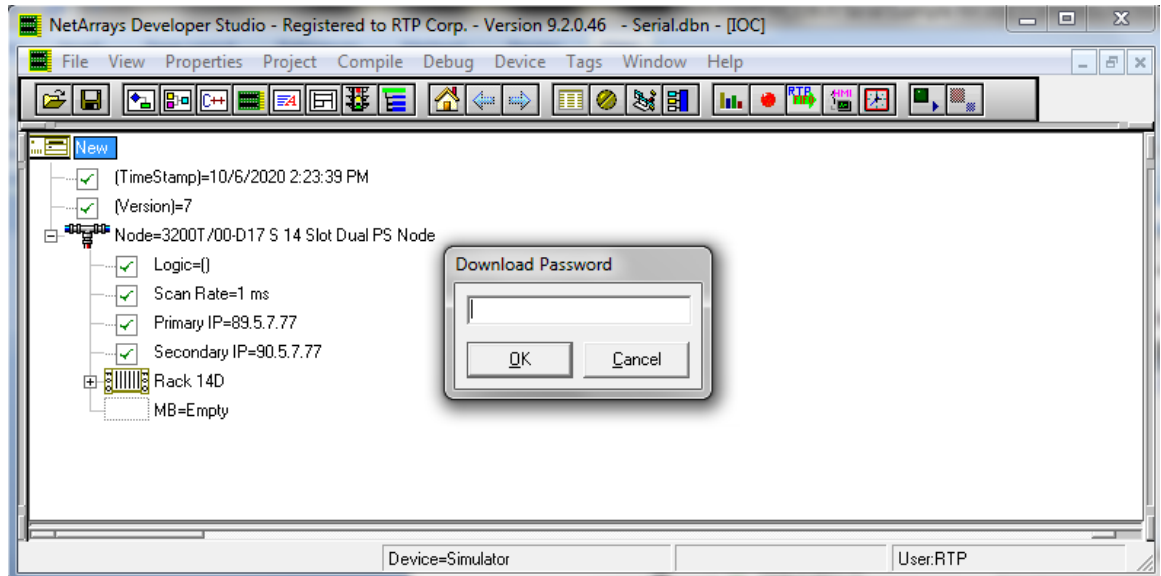 NetArrays Developer Studio - Registered to RTP Corp. - Version 9.2.0.46 - Serial.dbn - [IOC]
File View Properties Project Compile Debug Device Tags Window Help
C++
RTP
HMI
New
(TimeStamp)=10/6/2020 2:23:39 PM
(Version)=7
Node=3200T/00-D17 S 14 Slot Dual PS Node
Logic=()
Scan Rate=1 ms
Primary IP=89.5.7.77
Secondary IP=90.5.7.77
Rack 14D
MB=Empty
Download Password
OK Cancel
Device=Simulator User:RTP